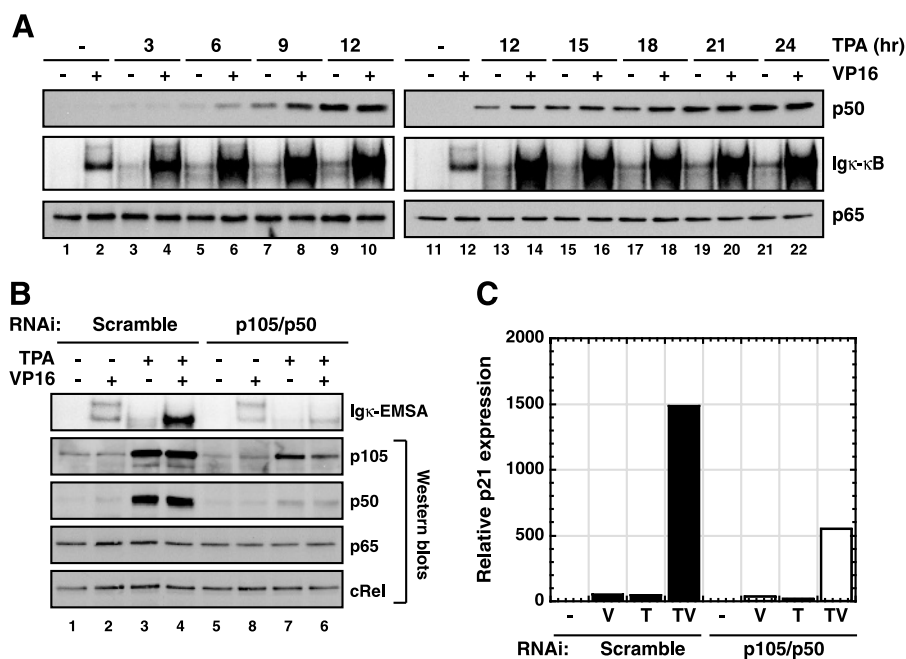 A
- 3 6 9 12 - 12 15 18 21 24 TPA (hr)
- + - + - + - + - + - + - + - + - + - + - + VP16
p50
Igκ-κB
p65
1 2 3 4 5 6 7 8 9 10 11 12 13 14 15 16 17 18 19 20 21 22
B
RNAi: Scramble p105/p50
TPA - - + + - - + +
VP16 - + - + - + - +
Igκ-EMSA
p105
p50
p65
cRel
Western blots
1 2 3 4 5 8 7 6
C
Relative p21 expression
2000
1500
1000
500
0
- V T TV - V T TV
RNAi: Scramble p105/p50